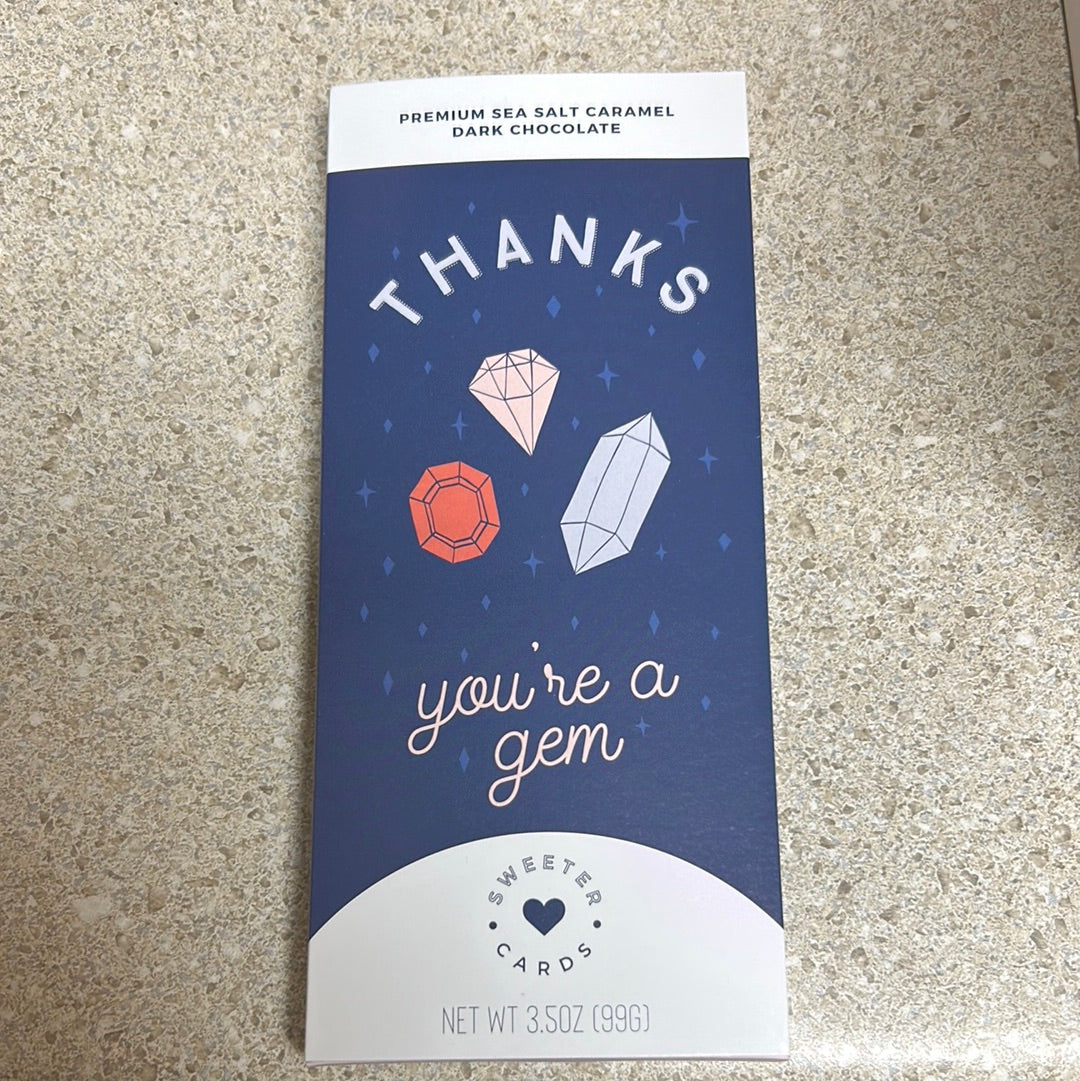 PREMIUM SEA SALT CARAMEL
DARK CHOCOLATE
THANKS
you're a
gem
SWEETER
CARDS
NET WT 3.5OZ (99G)